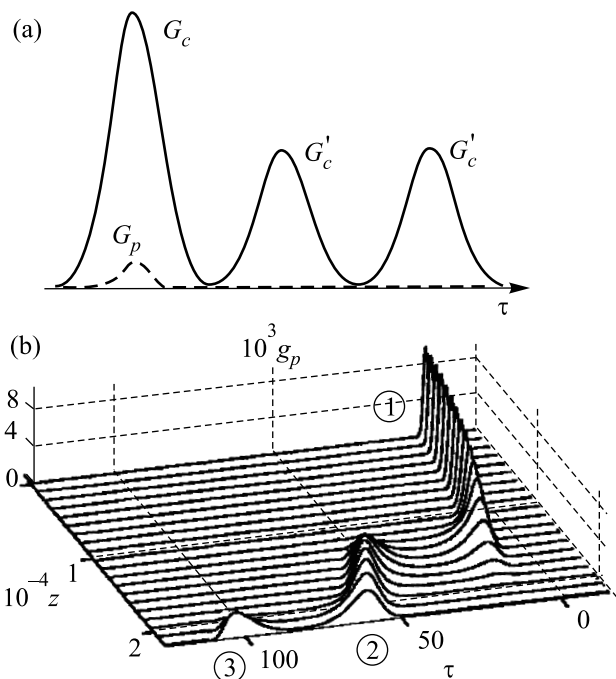 (a)
G_c
G'_c
G'_c
G_p
τ
(b)
10^3 g_p
8
4
0
①
1
10^{-4} z
2
③
100
②
50
τ
0